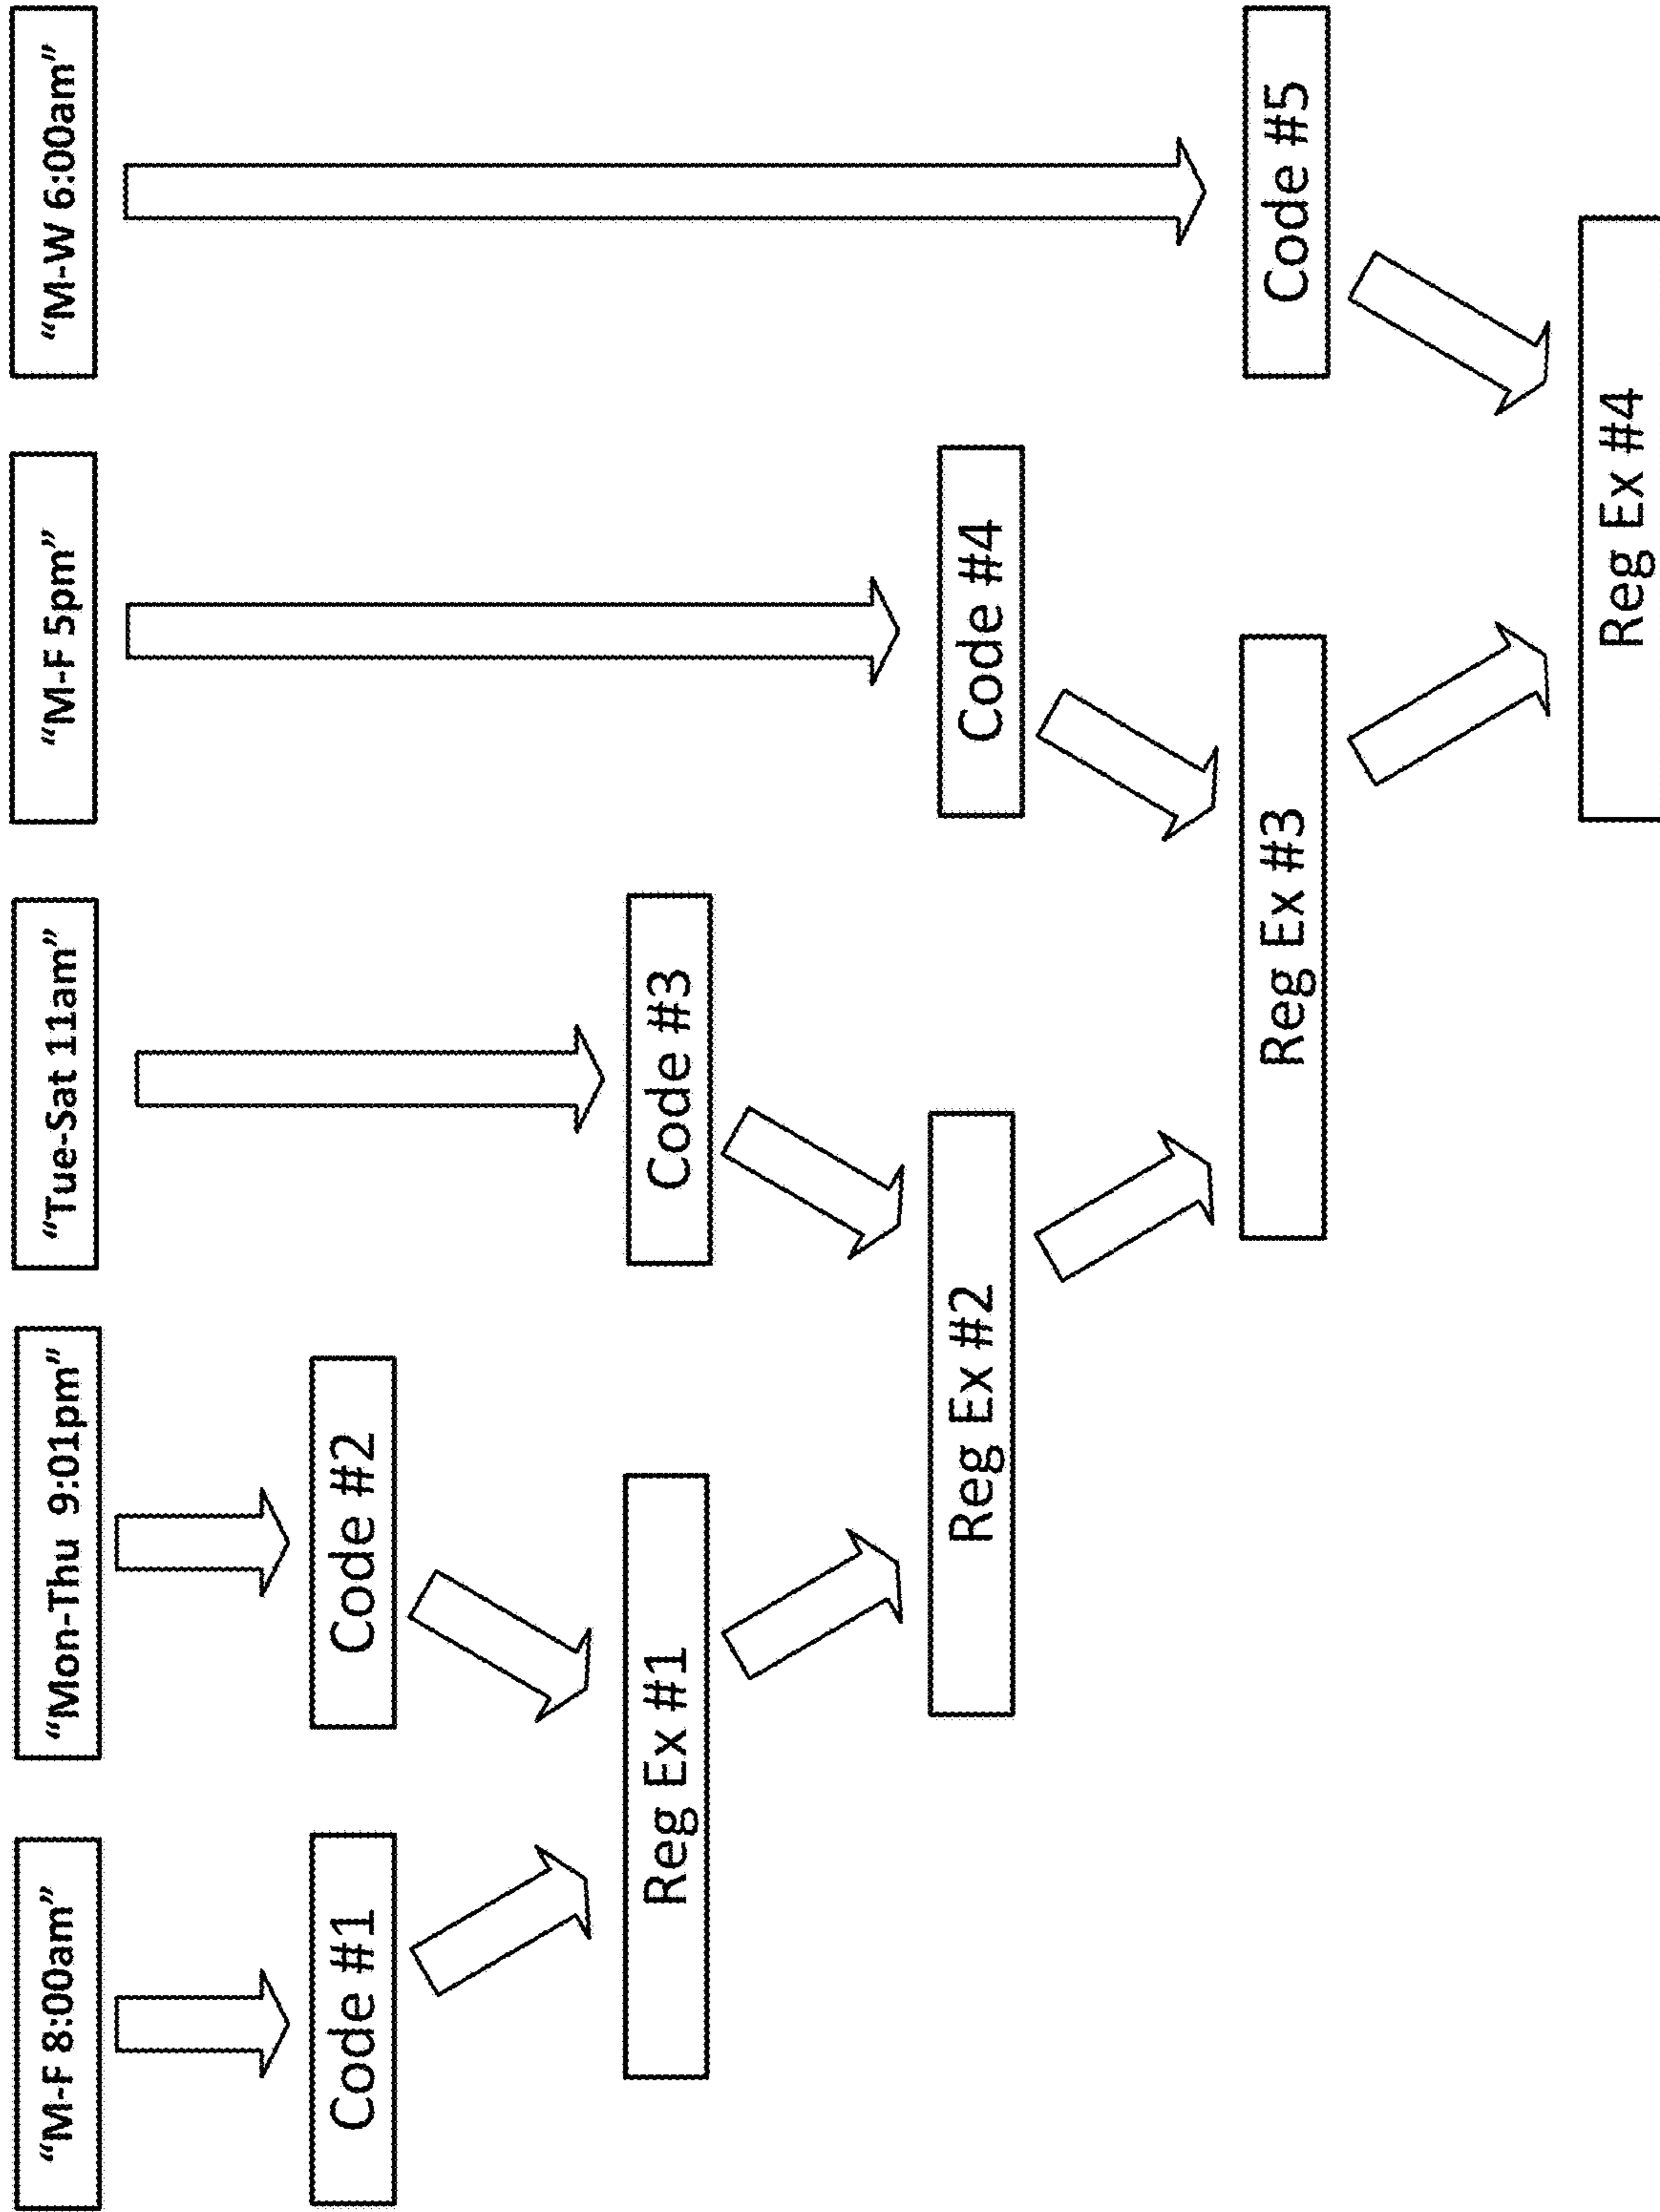 “M-F 8:00am”
“Mon-Thu 9:01pm”
“Tue-Sat 11am”
“M-F 5pm”
“M-W 6:00am”
Code #1
Code #2
Reg Ex #1
Code #3
Reg Ex #2
Code #4
Reg Ex #3
Code #5
Reg Ex #4